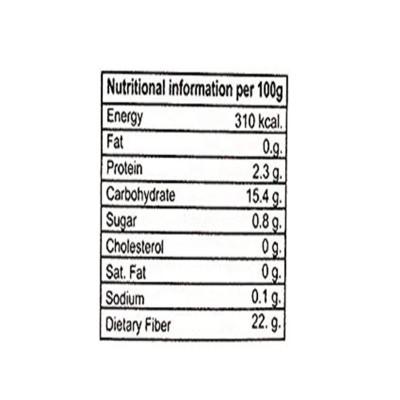 Nutritional information per 100g
Energy 310 kcal.
Fat 0.g.
Protein 2.3 g.
Carbohydrate 15.4 g.
Sugar 0.8 g.
Cholesterol 0 g.
Sat. Fat 0 g.
Sodium 0.1 g.
Dietary Fiber 22. g.